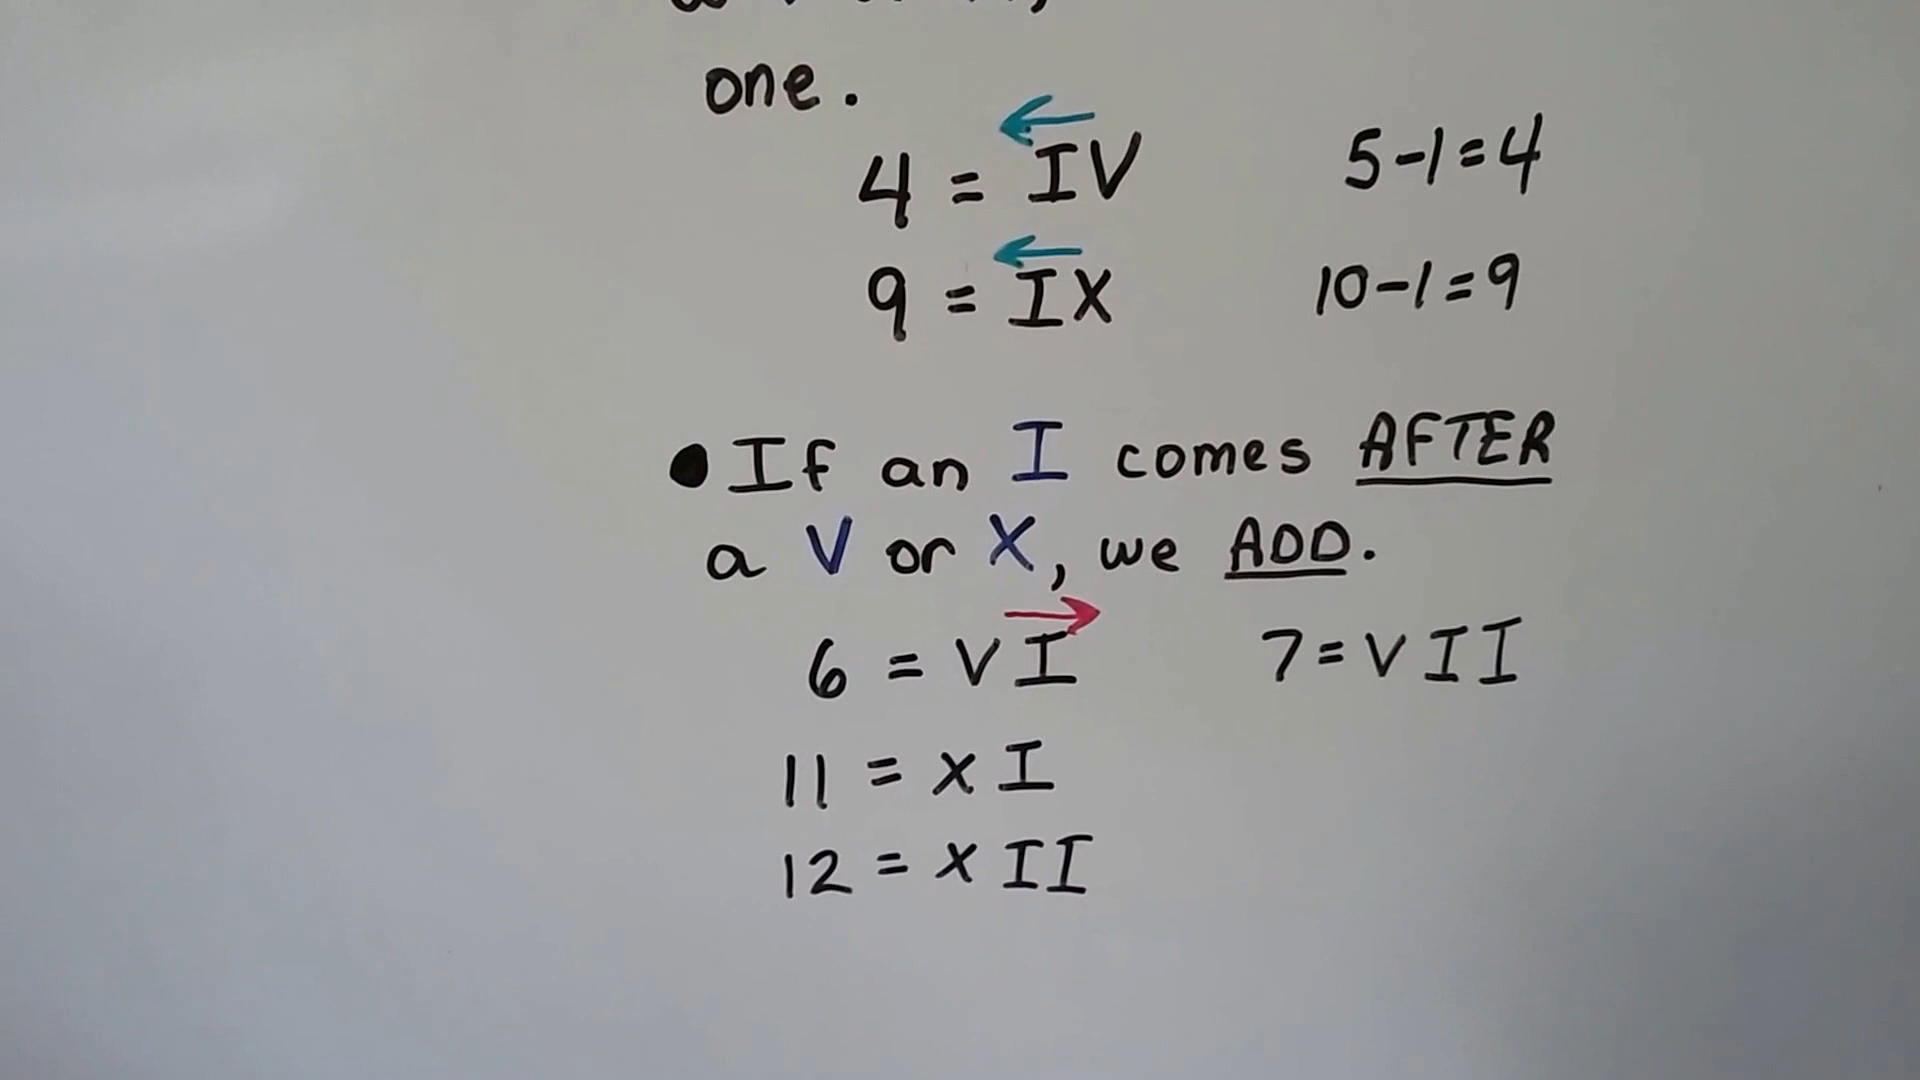 one.
4 = IV 5-1=4
9 = IX 10-1=9
•If an I comes AFTER
a V or X, we ADD.
6 = VI 7=VII
11 = XI
12 = XII